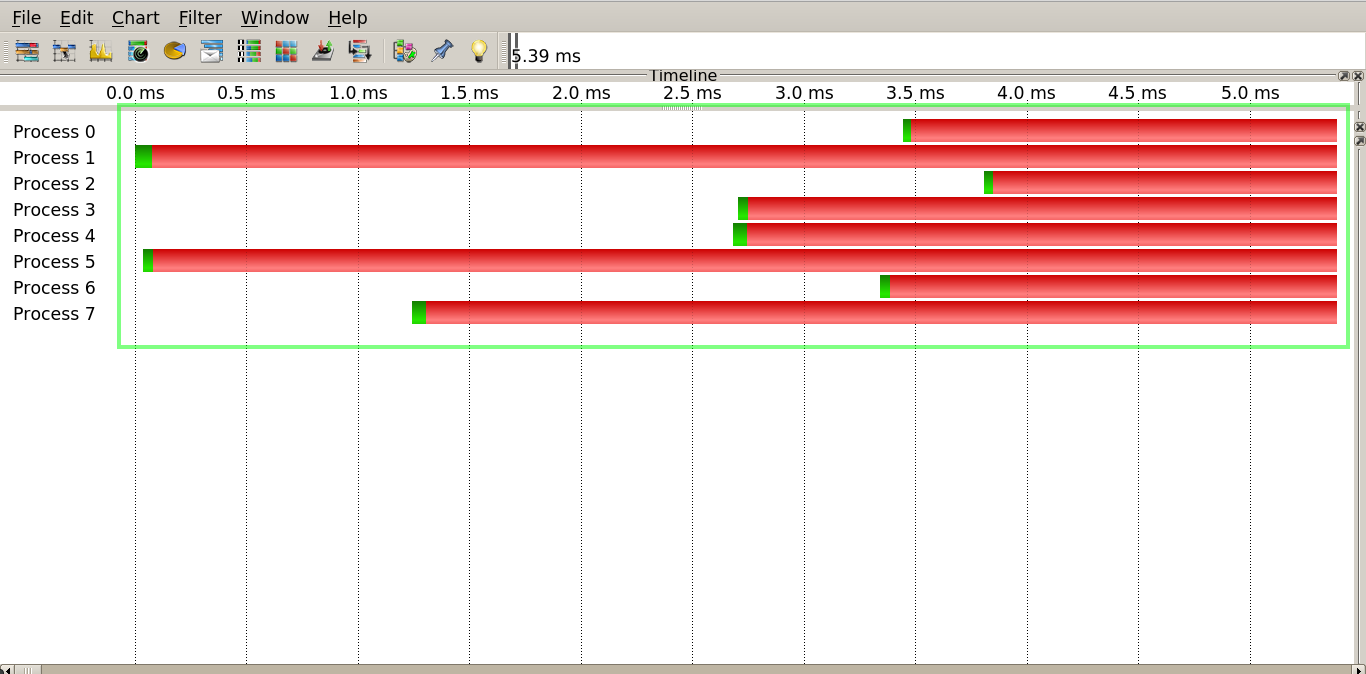 File Edit Chart Filter Window Help
5.39 ms
Timeline
0.0 ms 0.5 ms 1.0 ms 1.5 ms 2.0 ms 2.5 ms 3.0 ms 3.5 ms 4.0 ms 4.5 ms 5.0 ms
Process 0
Process 1
Process 2
Process 3
Process 4
Process 5
Process 6
Process 7